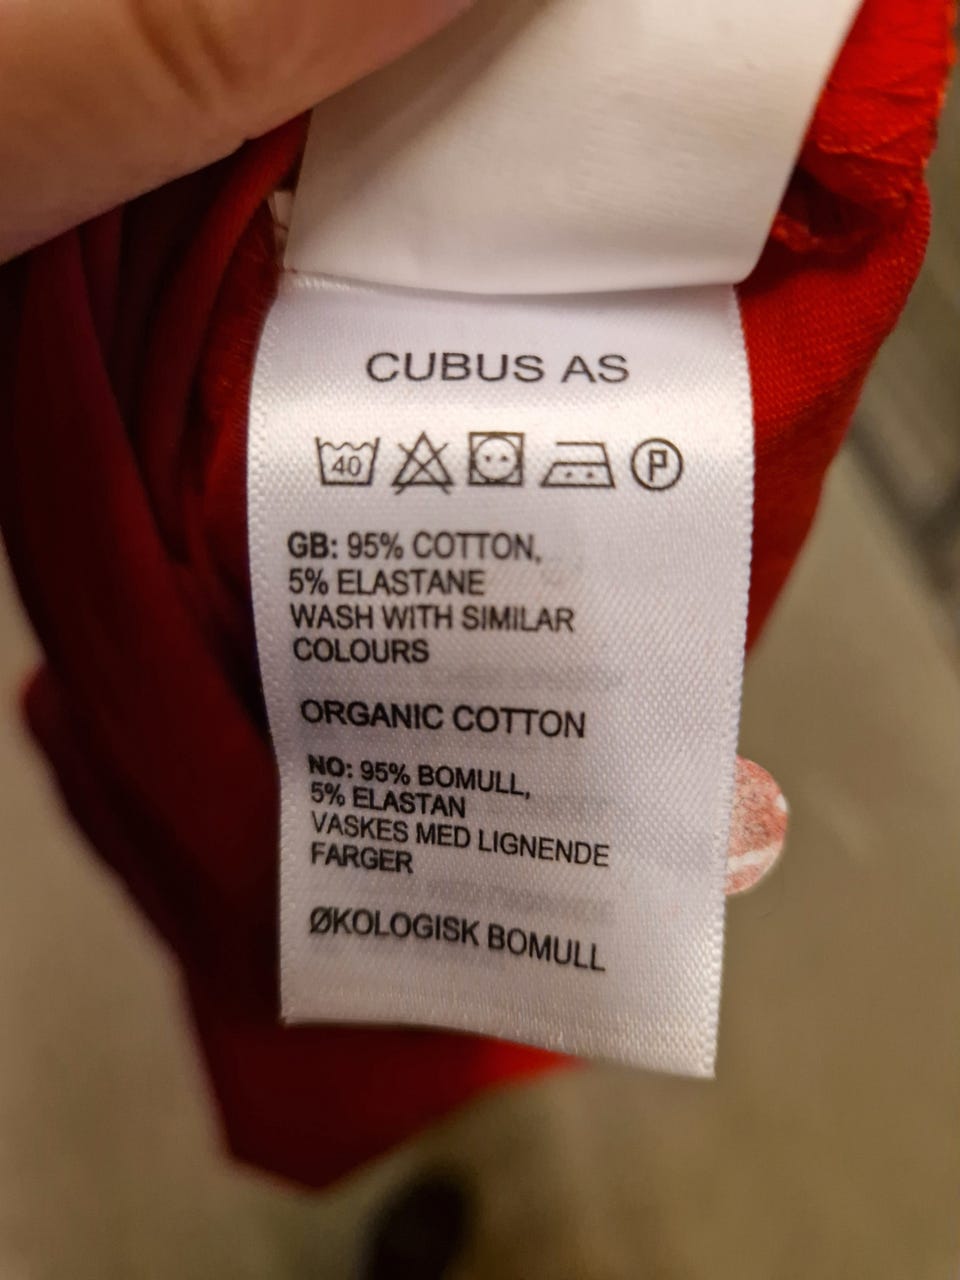 CUBUS AS
40
P
GB: 95% COTTON,
5% ELASTANE
WASH WITH SIMILAR
COLOURS
ORGANIC COTTON
NO: 95% BOMULL,
5% ELASTAN
VASKES MED LIGNENDE
FARGER
ØKOLOGISK BOMULL